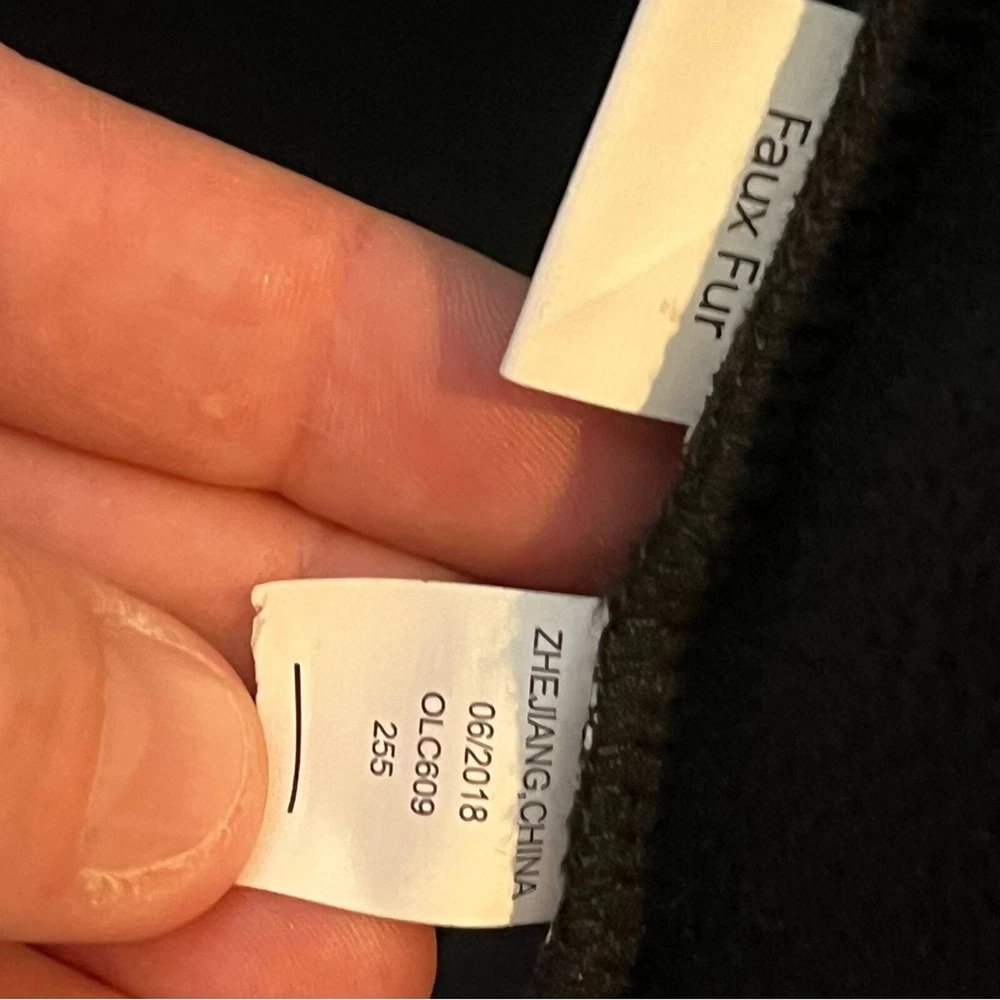 Faux Fur
ZHEJIANG,CHINA
06/2018
OLC609
255